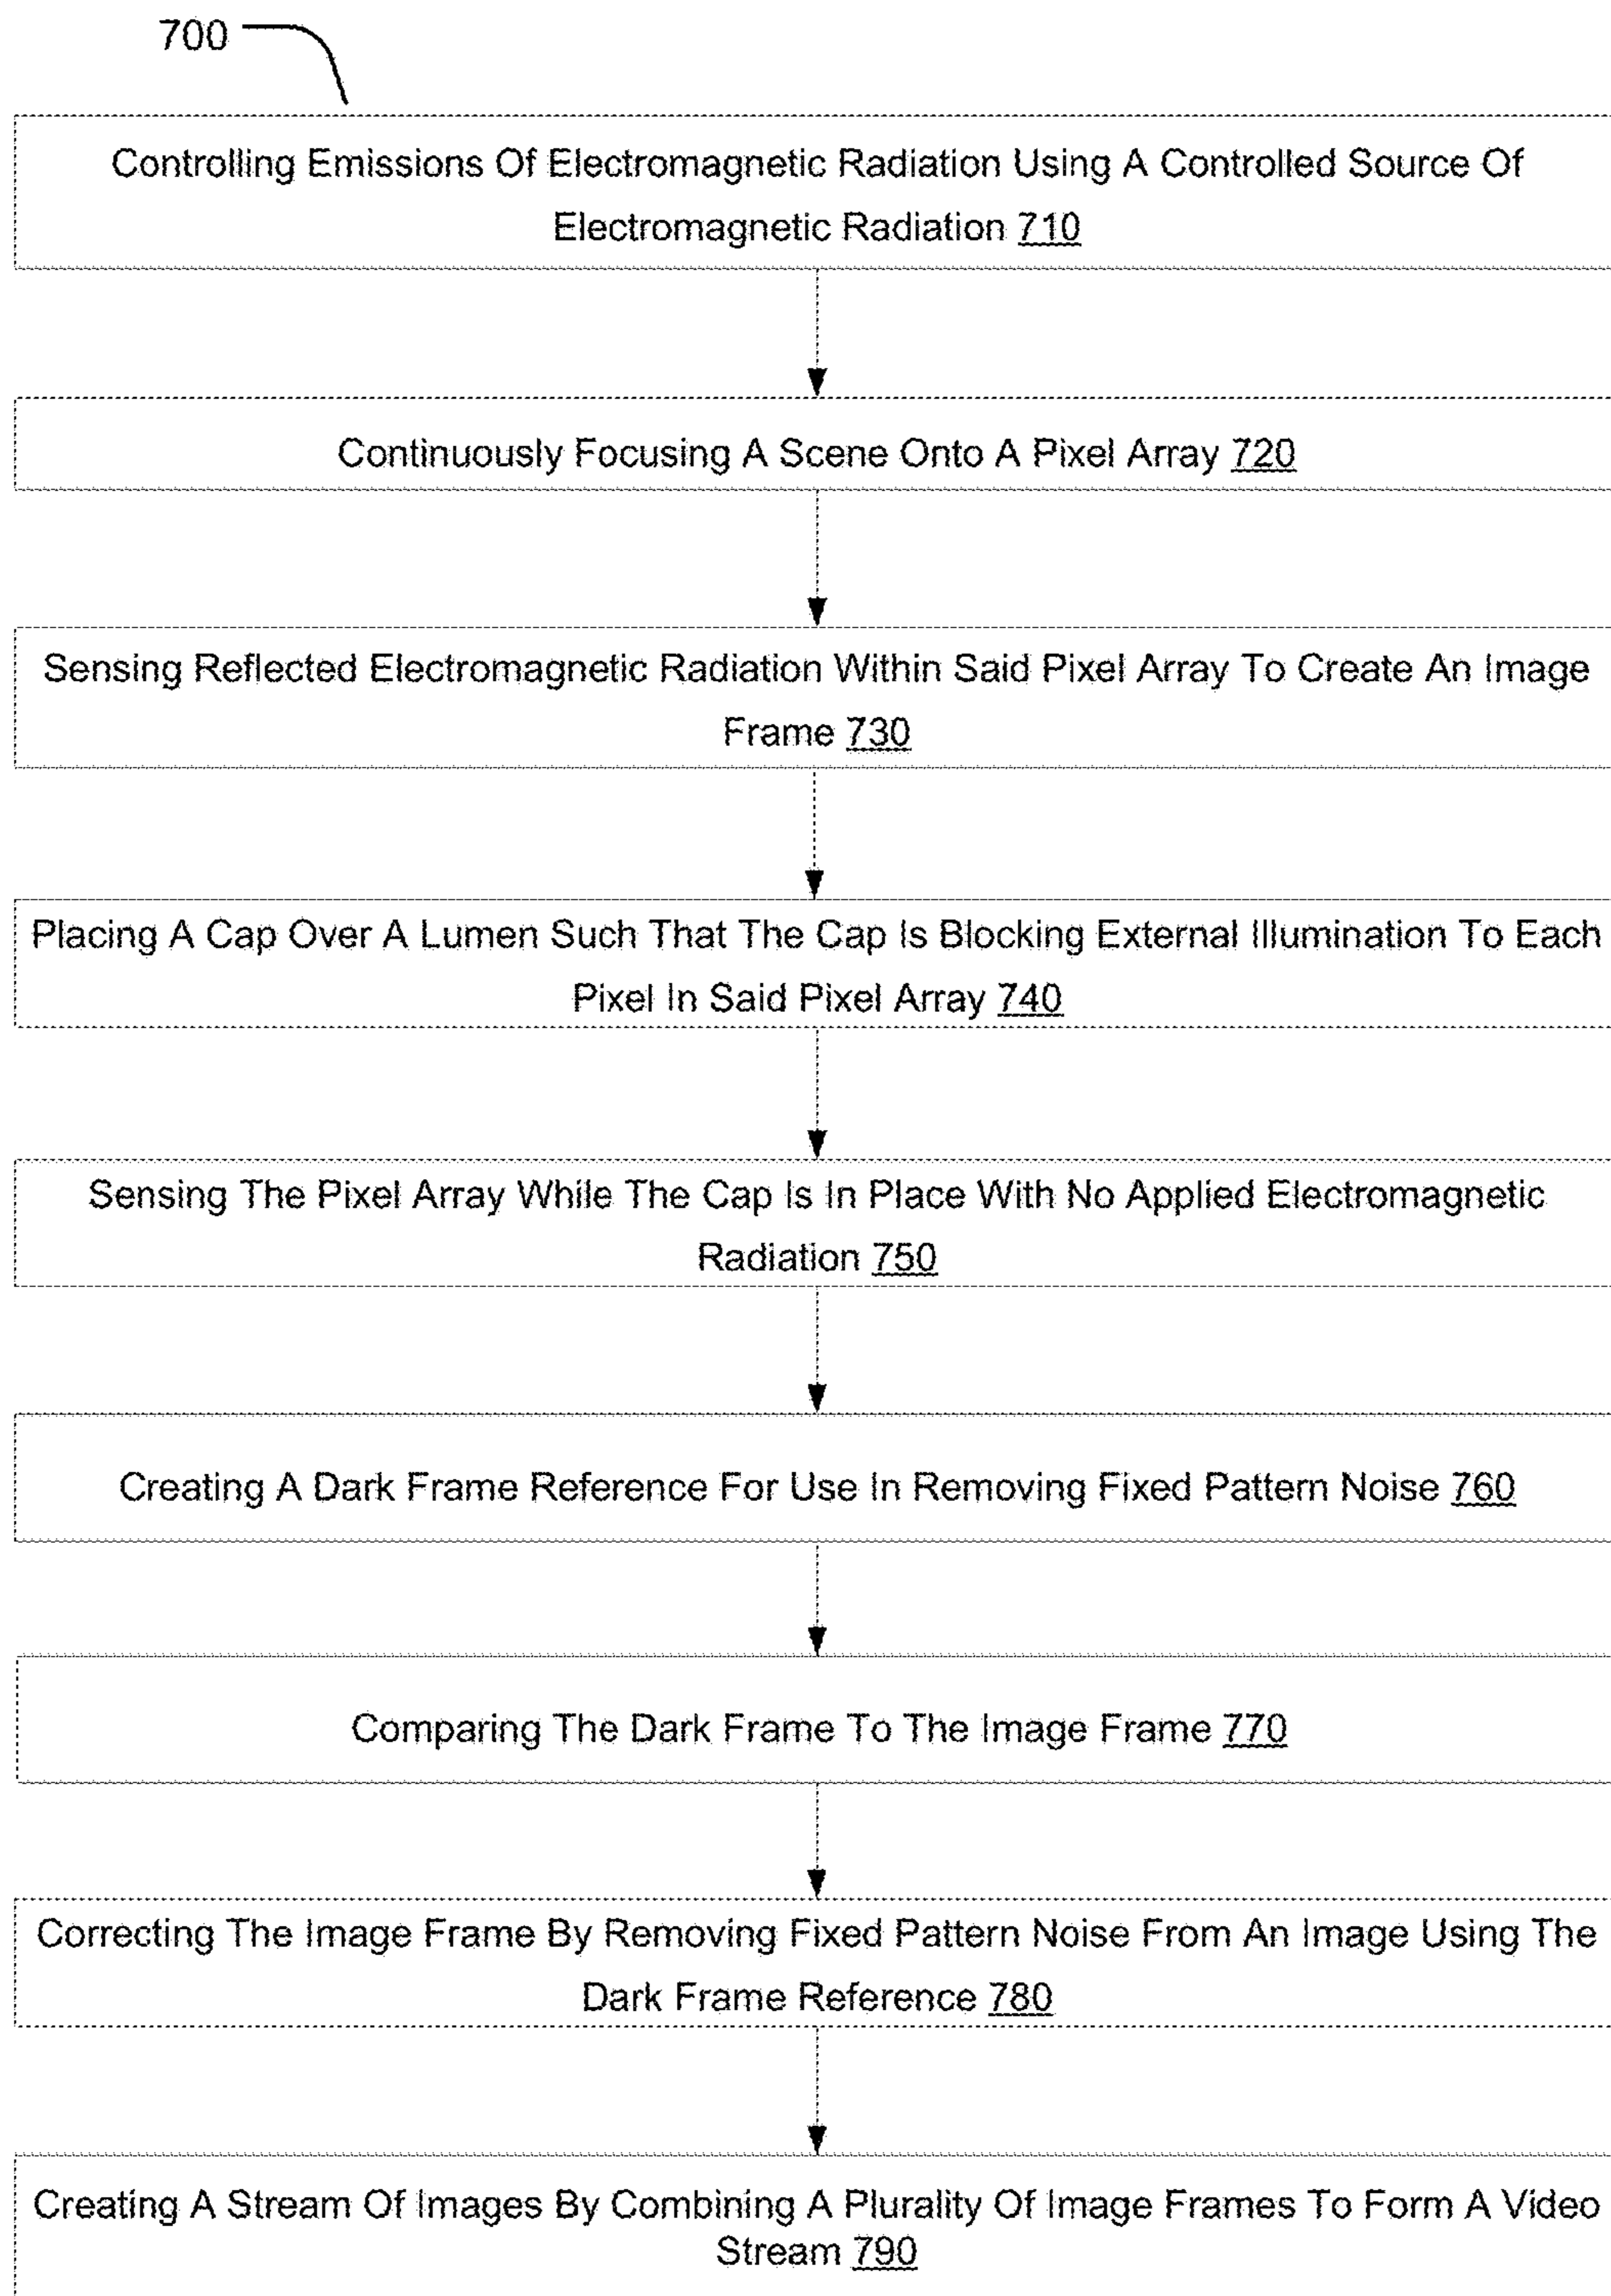 700
Controlling Emissions Of Electromagnetic Radiation Using A Controlled Source Of
Electromagnetic Radiation 710
Continuously Focusing A Scene Onto A Pixel Array 720
Sensing Reflected Electromagnetic Radiation Within Said Pixel Array To Create An Image
Frame 730
Placing A Cap Over A Lumen Such That The Cap Is Blocking External Illumination To Each
Pixel In Said Pixel Array 740
Sensing The Pixel Array While The Cap Is In Place With No Applied Electromagnetic
Radiation 750
Creating A Dark Frame Reference For Use In Removing Fixed Pattern Noise 760
Comparing The Dark Frame To The Image Frame 770
Correcting The Image Frame By Removing Fixed Pattern Noise From An Image Using The
Dark Frame Reference 780
Creating A Stream Of Images By Combining A Plurality Of Image Frames To Form A Video
Stream 790